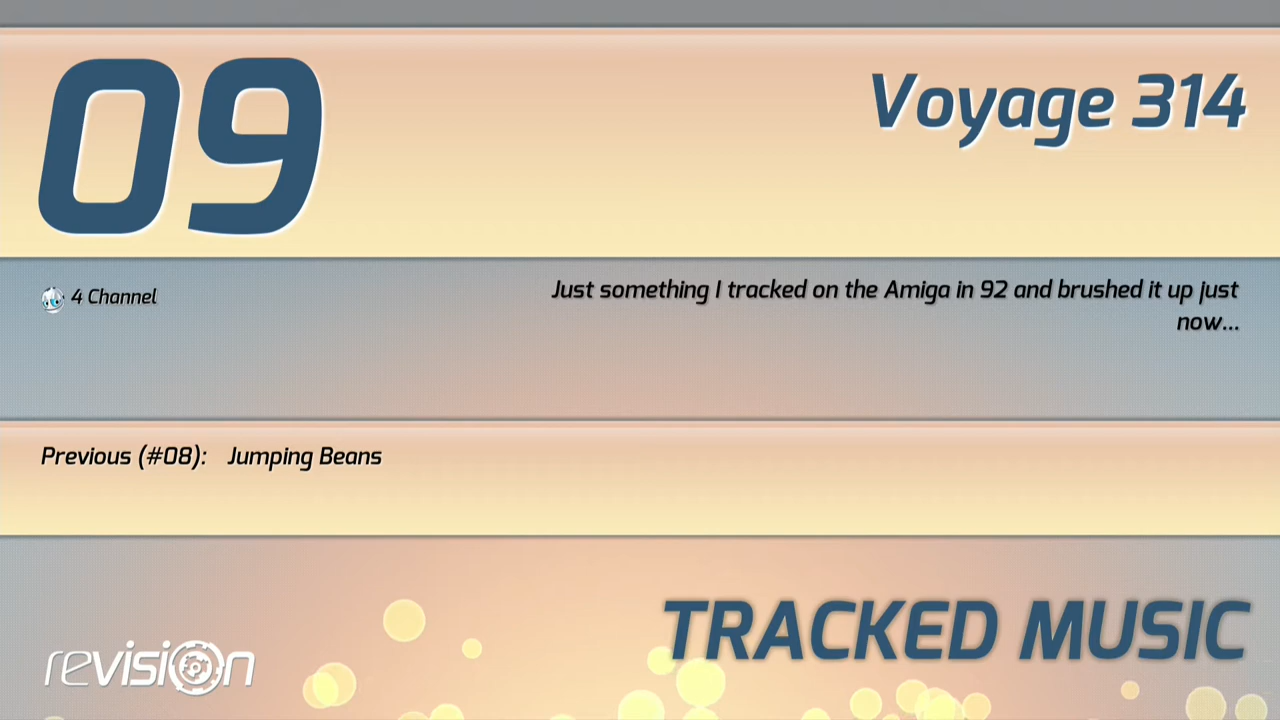 09
Voyage 314
4 Channel
Just something I tracked on the Amiga in 92 and brushed it up just
now...
Previous (#08): Jumping Beans
TRACKED MUSIC
revision